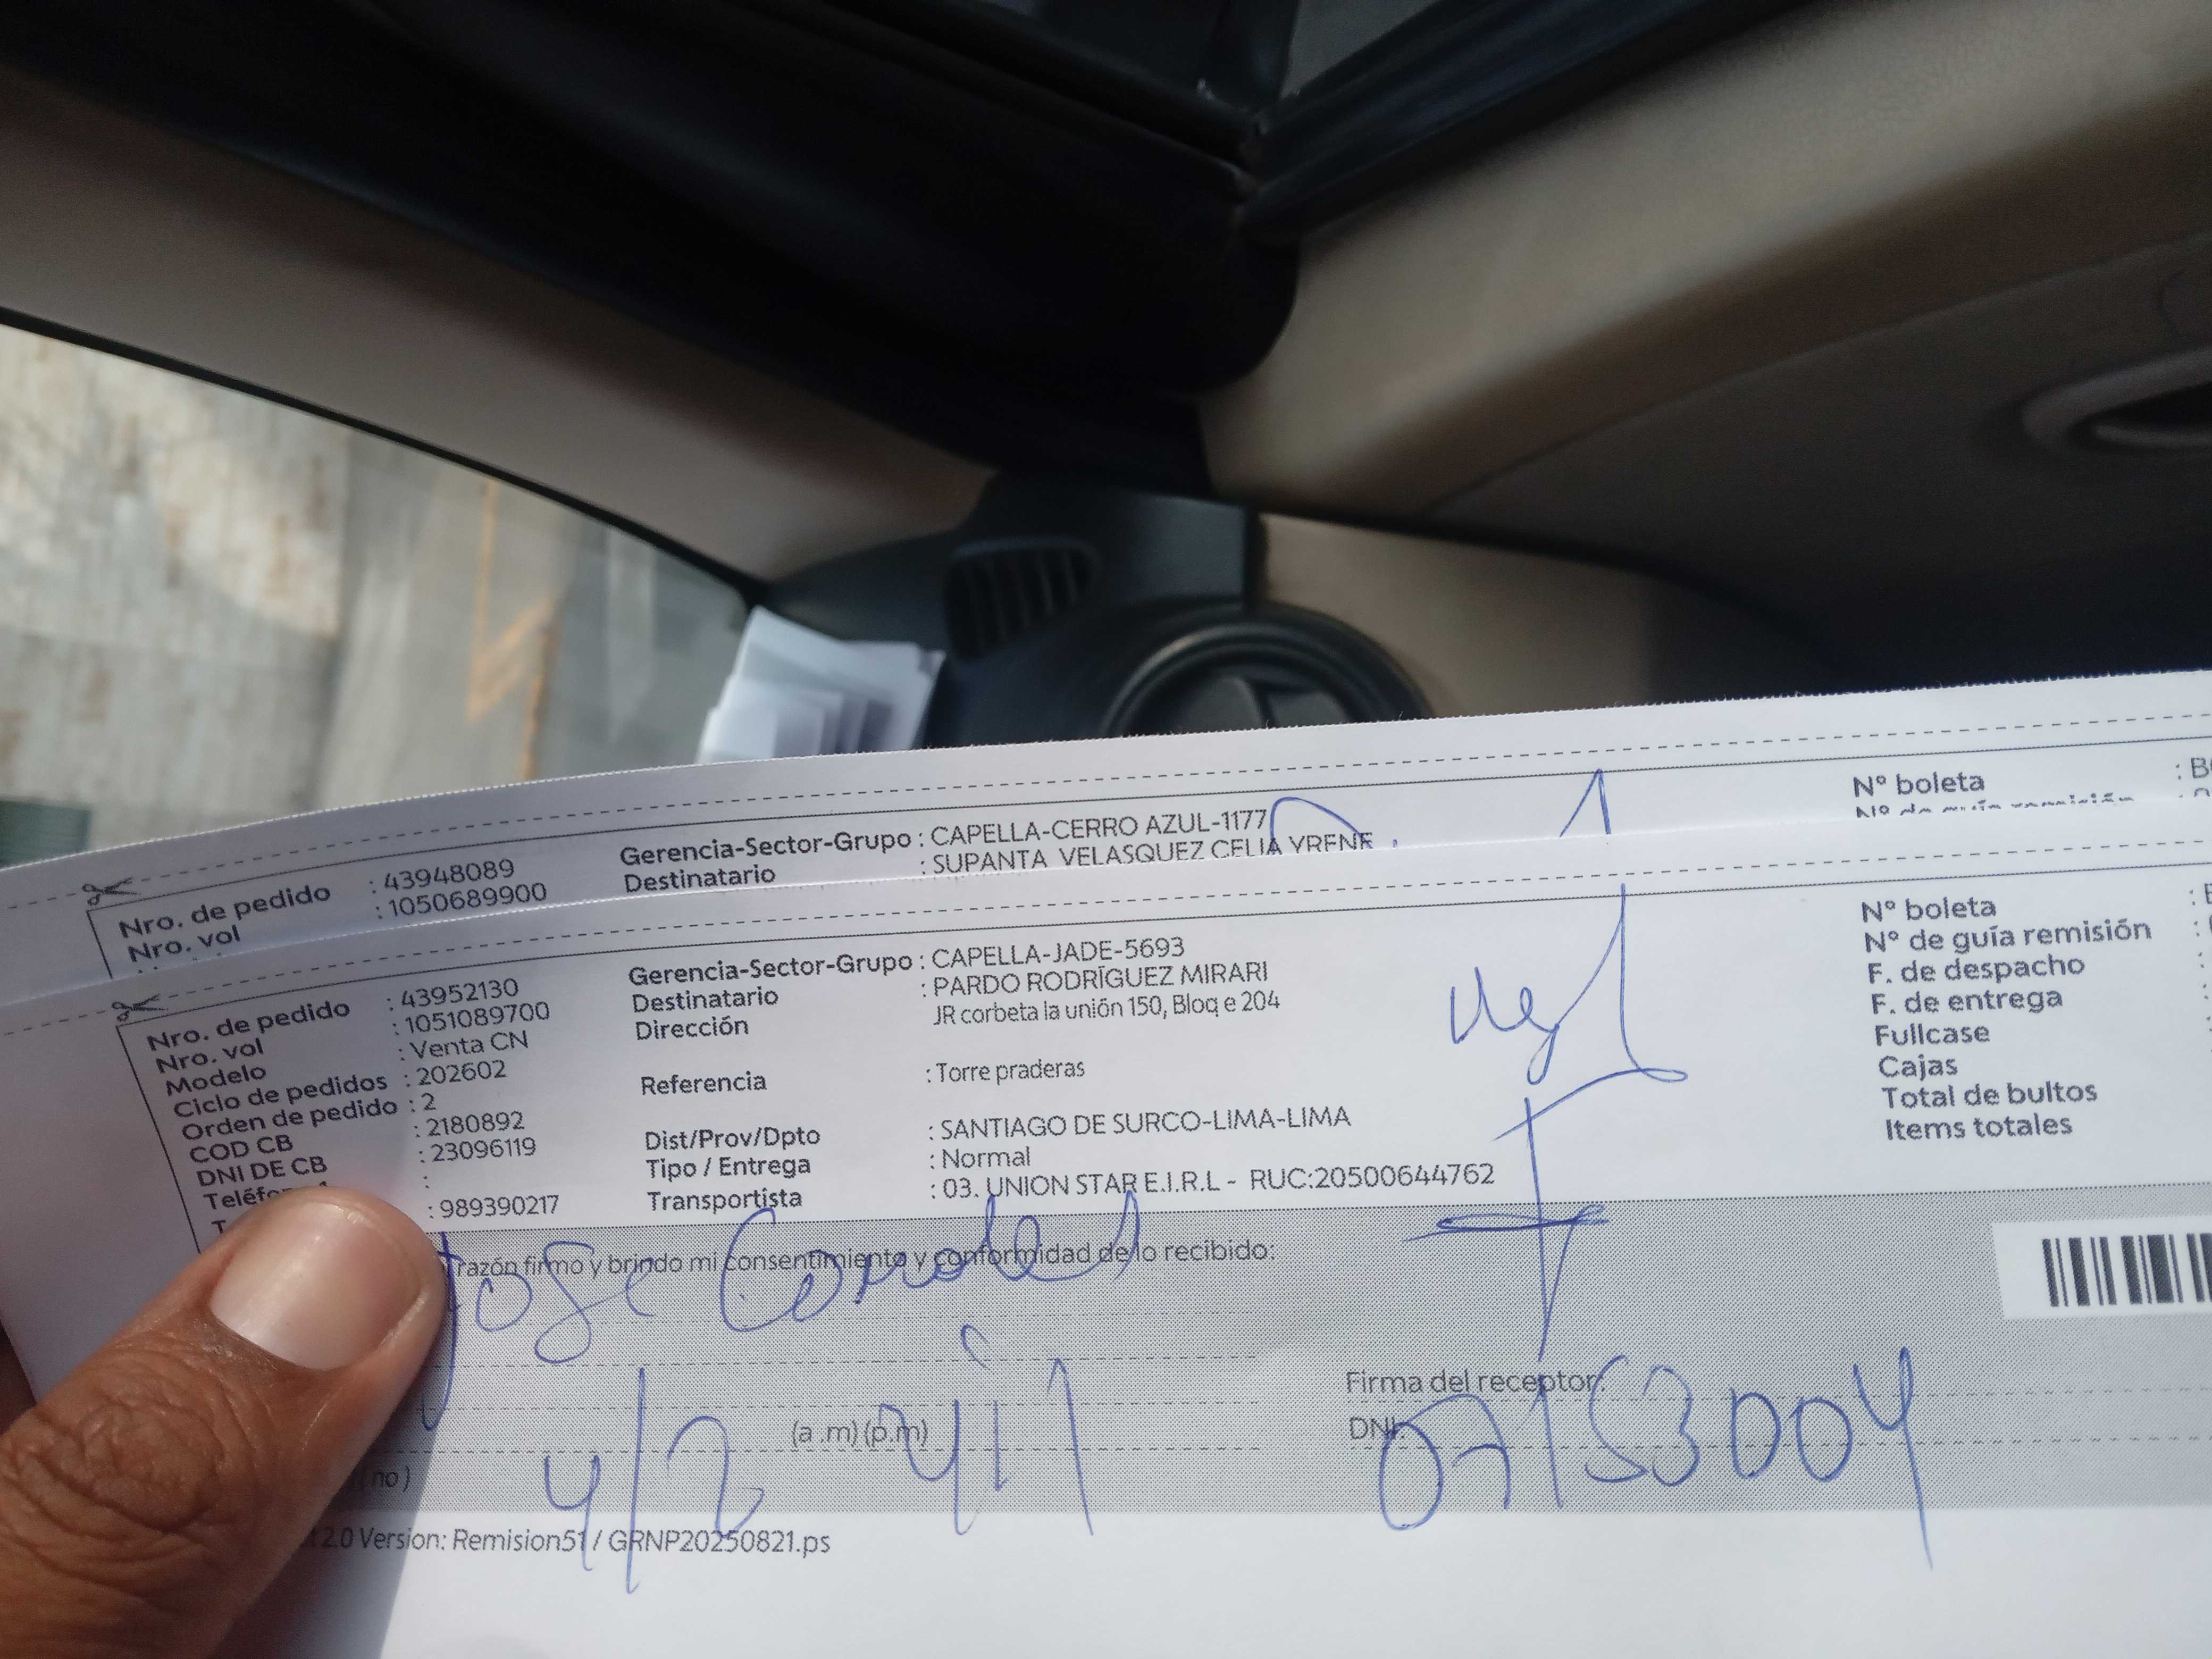 Nro. de pedido : 43948089 Gerencia-Sector-Grupo : CAPELLA-CERRO AZUL-1177 N° boleta : B
Nro. vol : 1050689900 Destinatario : SUPANTA VELASQUEZ CELIA YRENE N° de guía remisión
Nro. de pedido : 43952130 Gerencia-Sector-Grupo : CAPELLA-JADE-5693 N° boleta
Nro. vol : 1051089700 Destinatario : PARDO RODRÍGUEZ MIRARI N° de guía remisión
Modelo : Venta CN Dirección JR corbeta la unión 150, Bloq e 204 F. de despacho :
Ciclo de pedidos : 202602 F. de entrega :
Orden de pedido : 2 Referencia : Torre praderas Fullcase
COD CB : 2180892 Cajas
DNI DE CB : 23096119 Dist/Prov/Dpto : SANTIAGO DE SURCO-LIMA-LIMA Total de bultos
: Tipo / Entrega : Normal Items totales
: 989390217 Transportista : 03. UNION STAR E.I.R.L - RUC:20500644762
razón firmo y brindo mi consentimiento y conformidad de lo recibido:
Jose
Firma del receptor:
(a .m) (p.m) DNI: 07153004
no ) 4/2
2.0 Version: Remision51 / GRNP20250821.ps